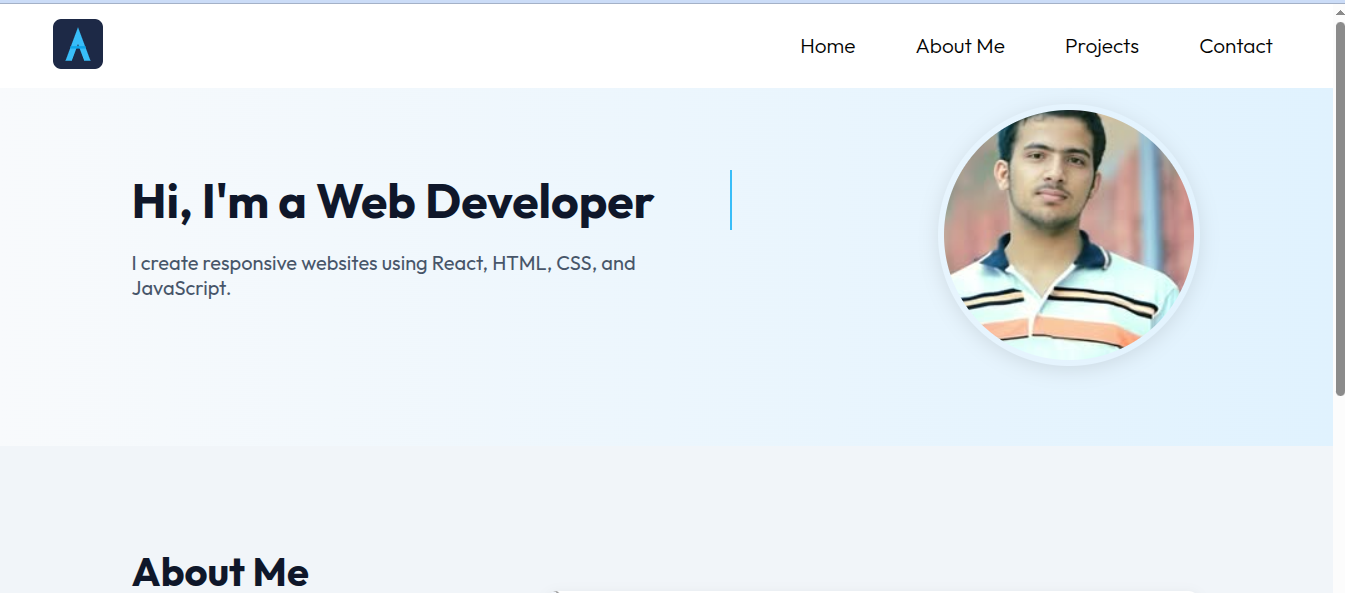 Home About Me Projects Contact
Hi, I'm a Web Developer
I create responsive websites using React, HTML, CSS, and
JavaScript.
About Me